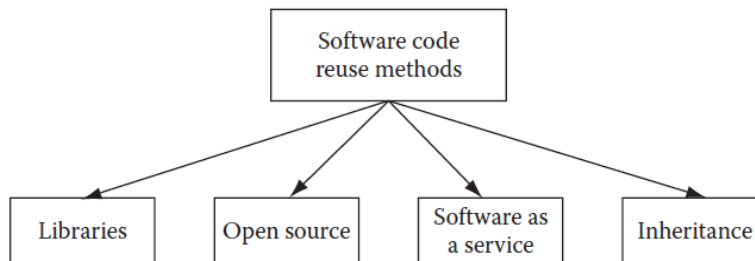 Software code
reuse methods
Libraries
Open source
Software as
a service
Inheritance